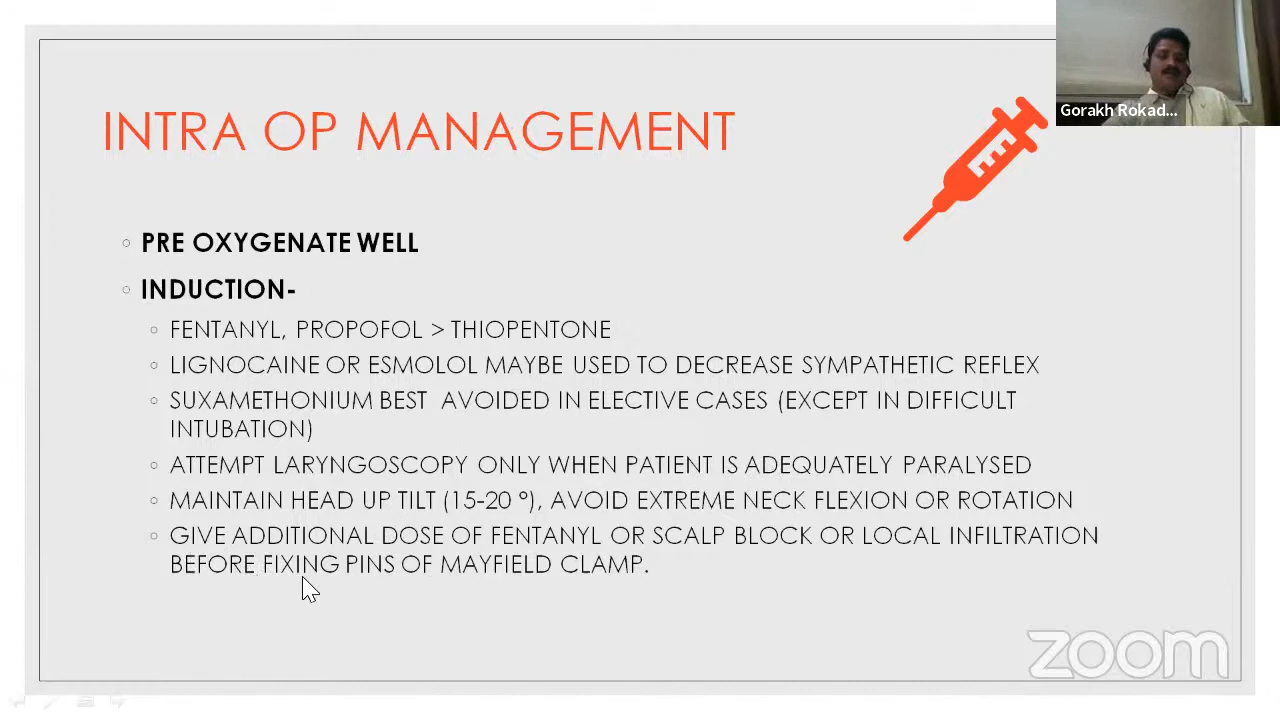 Gorakh Rokad...
INTRA OP MANAGEMENT
PRE OXYGENATE WELL
INDUCTION-
FENTANYL, PROPOFOL > THIOPENTONE
LIGNOCAINE OR ESMOLOL MAYBE USED TO DECREASE SYMPATHETIC REFLEX
SUXAMETHONIUM BEST AVOIDED IN ELECTIVE CASES (EXCEPT IN DIFFICULT
INTUBATION)
ATTEMPT LARYNGOSCOPY ONLY WHEN PATIENT IS ADEQUATELY PARALYSED
MAINTAIN HEAD UP TILT (15-20 °), AVOID EXTREME NECK FLEXION OR ROTATION
GIVE ADDITIONAL DOSE OF FENTANYL OR SCALP BLOCK OR LOCAL INFILTRATION
BEFORE FIXING PINS OF MAYFIELD CLAMP.
zoom